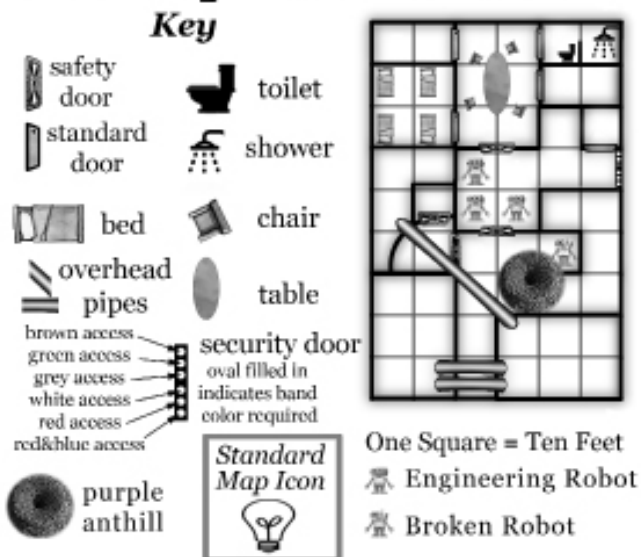 Key
safety
door
toilet
standard
door
shower
bed
chair
overhead
pipes
table
brown access
green access
grey access
white access
red access
red&blue access
security door
oval filled in
indicates band
color required
purple
anthill
Standard
Map Icon
One Square = Ten Feet
Engineering Robot
Broken Robot